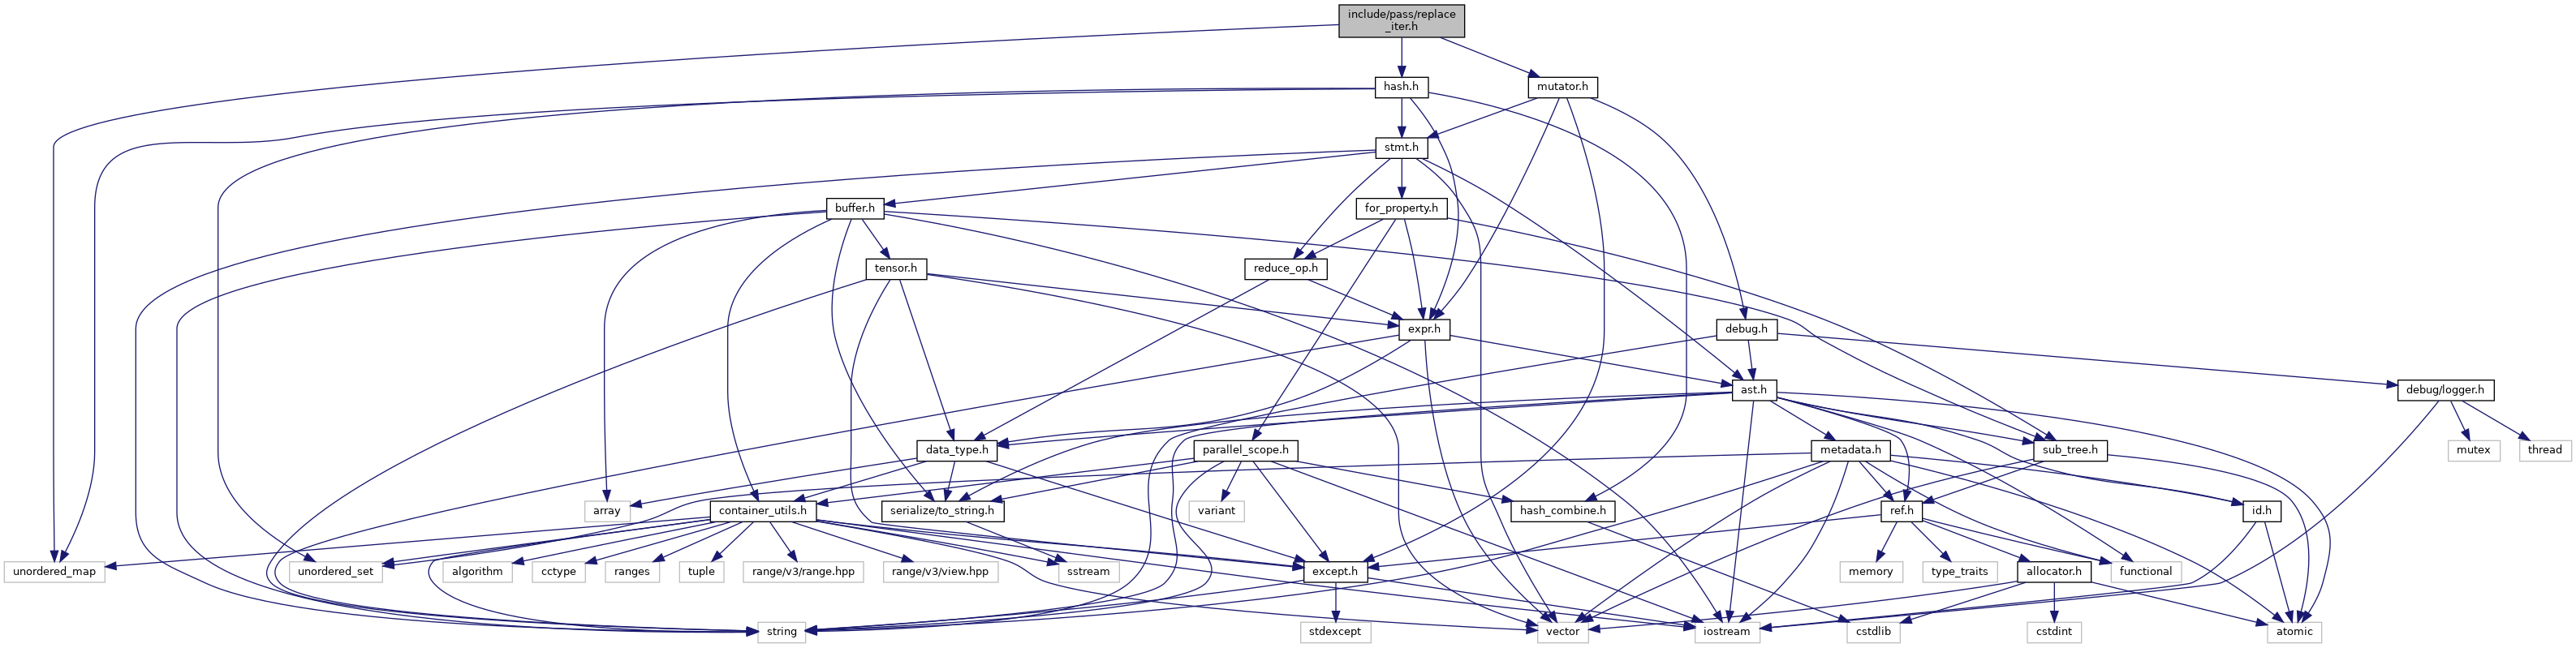 include/pass/replace
_iter.h
hash.h
mutator.h
stmt.h
buffer.h
for_property.h
tensor.h
reduce_op.h
expr.h
debug.h
ast.h
debug/logger.h
data_type.h
parallel_scope.h
metadata.h
sub_tree.h
mutex
thread
array
container_utils.h
serialize/to_string.h
variant
hash_combine.h
ref.h
id.h
unordered_map
unordered_set
algorithm
cctype
ranges
tuple
range/v3/range.hpp
range/v3/view.hpp
sstream
except.h
memory
type_traits
allocator.h
functional
string
stdexcept
vector
iostream
cstdlib
cstdint
atomic